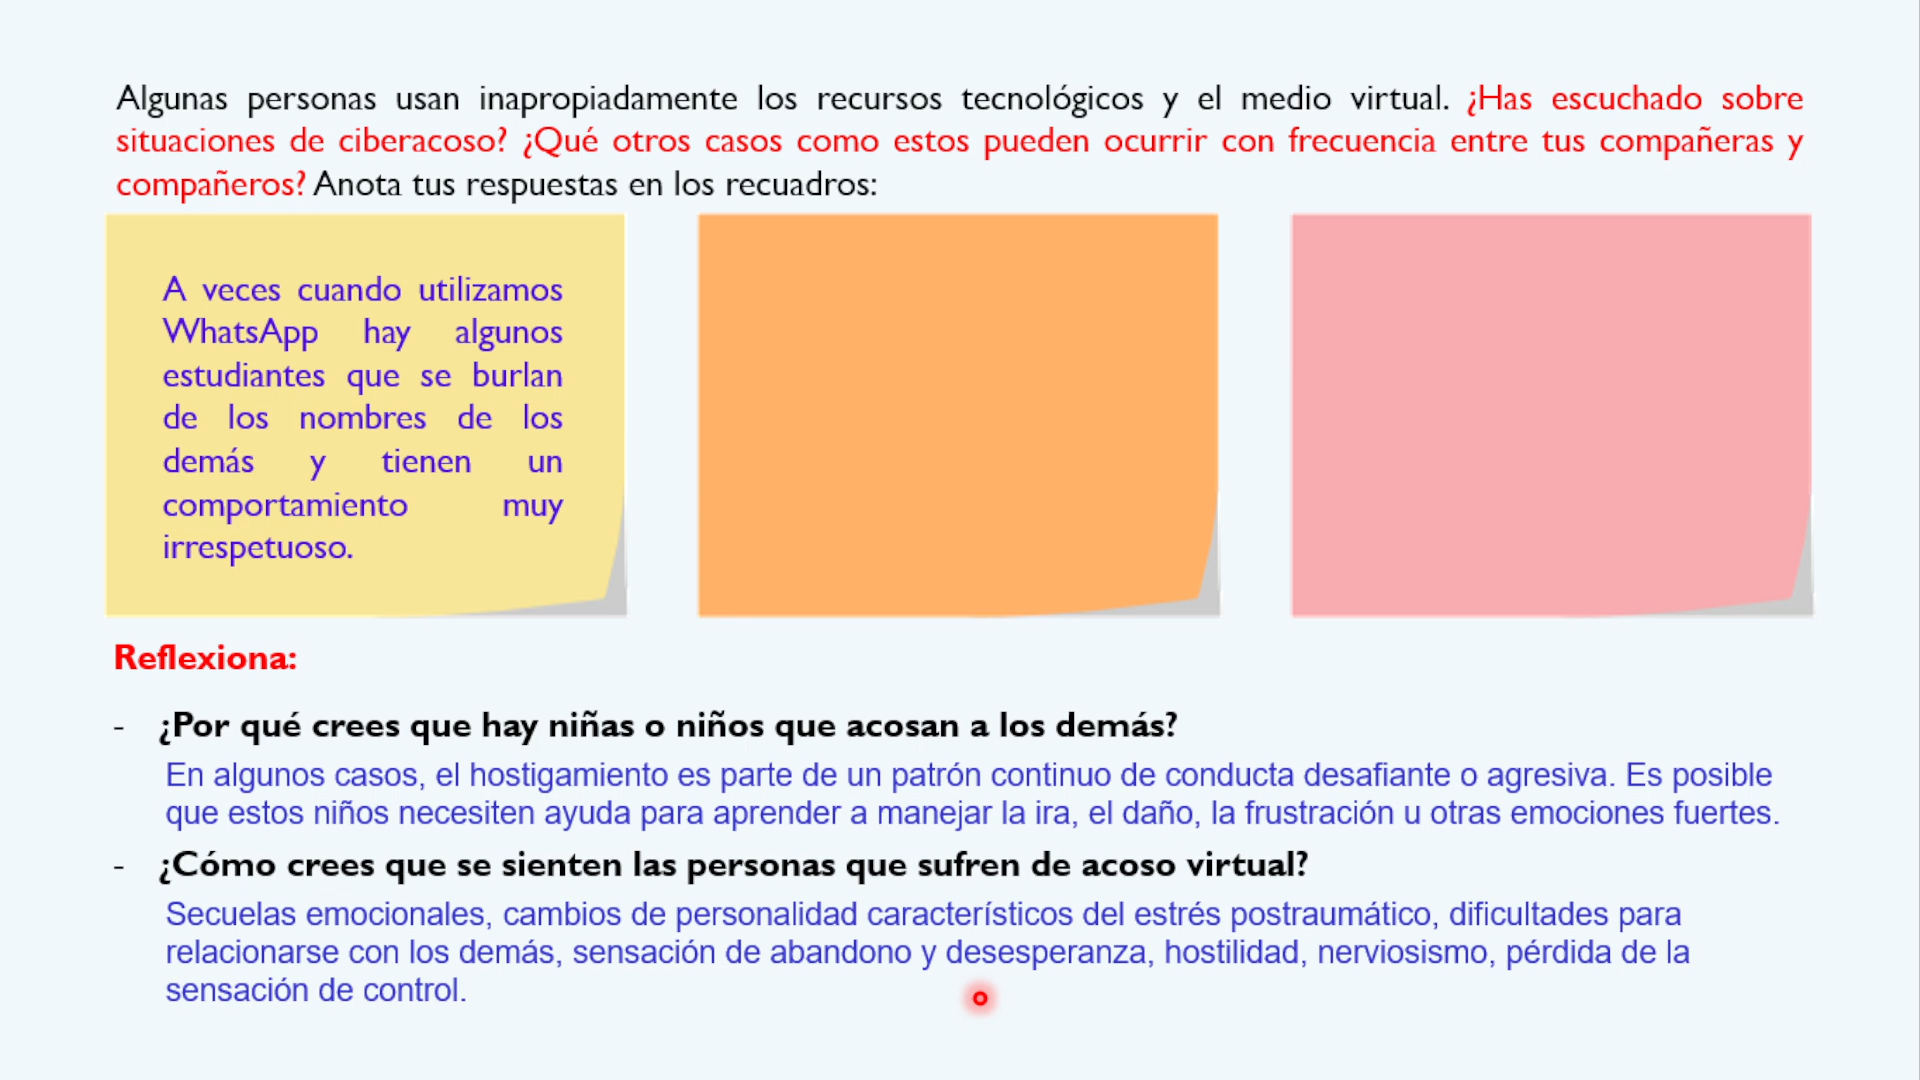 Algunas personas usan inapropiadamente los recursos tecnológicos y el medio virtual. ¿Has escuchado sobre
situaciones de ciberacoso? ¿Qué otros casos como estos pueden ocurrir con frecuencia entre tus compañeras y
compañeros? Anota tus respuestas en los recuadros:
A veces cuando utilizamos
WhatsApp hay algunos
estudiantes que se burlan
de los nombres de los
demás y tienen un
comportamiento muy
irrespetuoso.
Reflexiona:
- ¿Por qué crees que hay niñas o niños que acosan a los demás?
En algunos casos, el hostigamiento es parte de un patrón continuo de conducta desafiante o agresiva. Es posible
que estos niños necesiten ayuda para aprender a manejar la ira, el daño, la frustración u otras emociones fuertes.
- ¿Cómo crees que se sienten las personas que sufren de acoso virtual?
Secuelas emocionales, cambios de personalidad característicos del estrés postraumático, dificultades para
relacionarse con los demás, sensación de abandono y desesperanza, hostilidad, nerviosismo, pérdida de la
sensación de control.